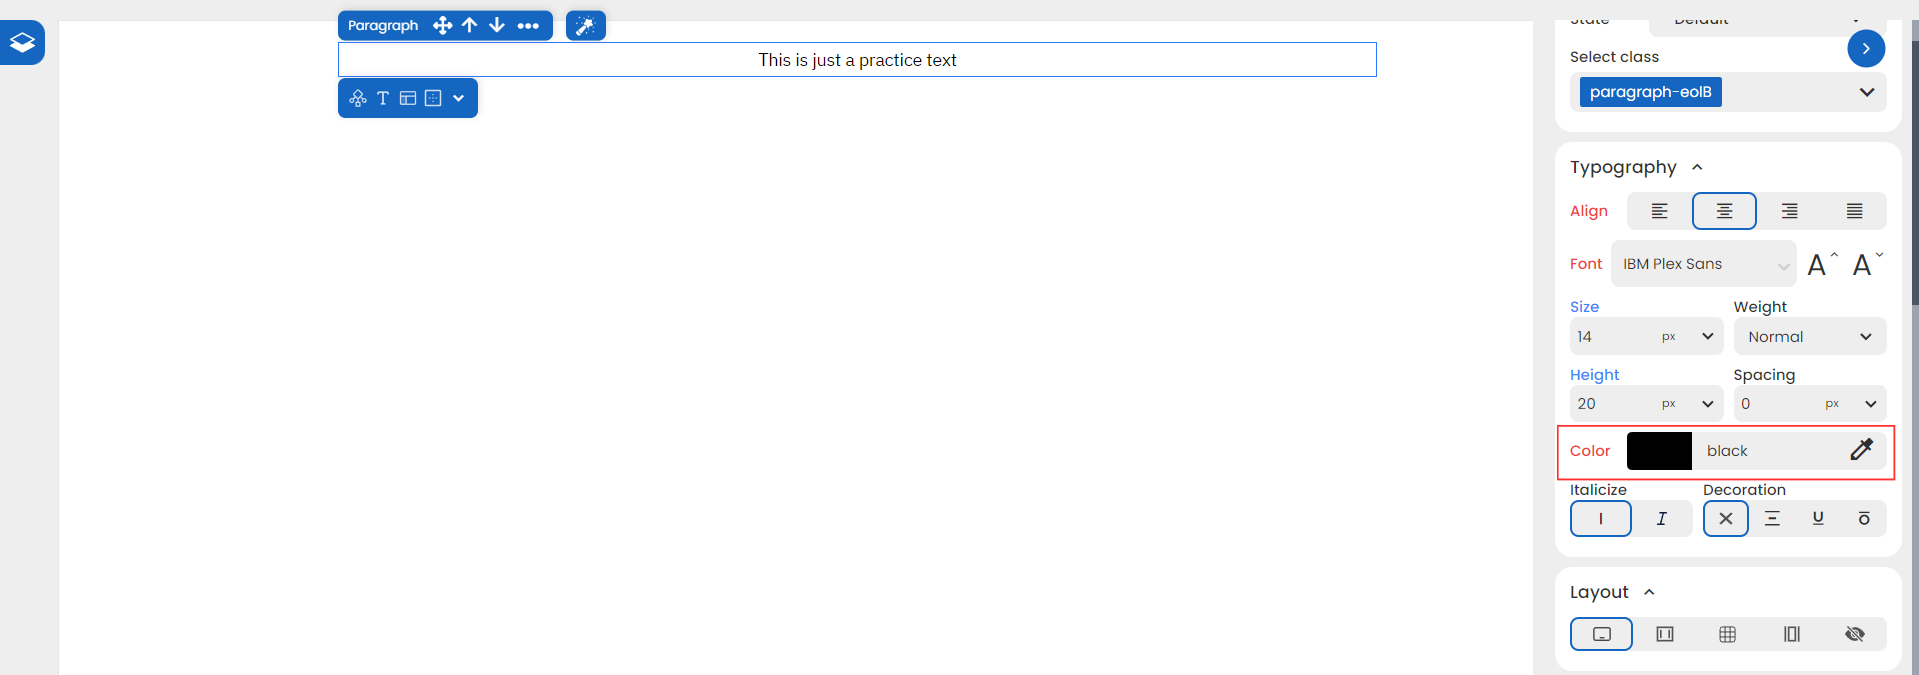 Paragraph
This is just a practice text
State Default
Select class
paragraph-eolB
Typography
Align
Font IBM Plex Sans A A
Size Weight
14 px Normal
Height Spacing
20 px 0 px
Color black
Italicize Decoration
Layout